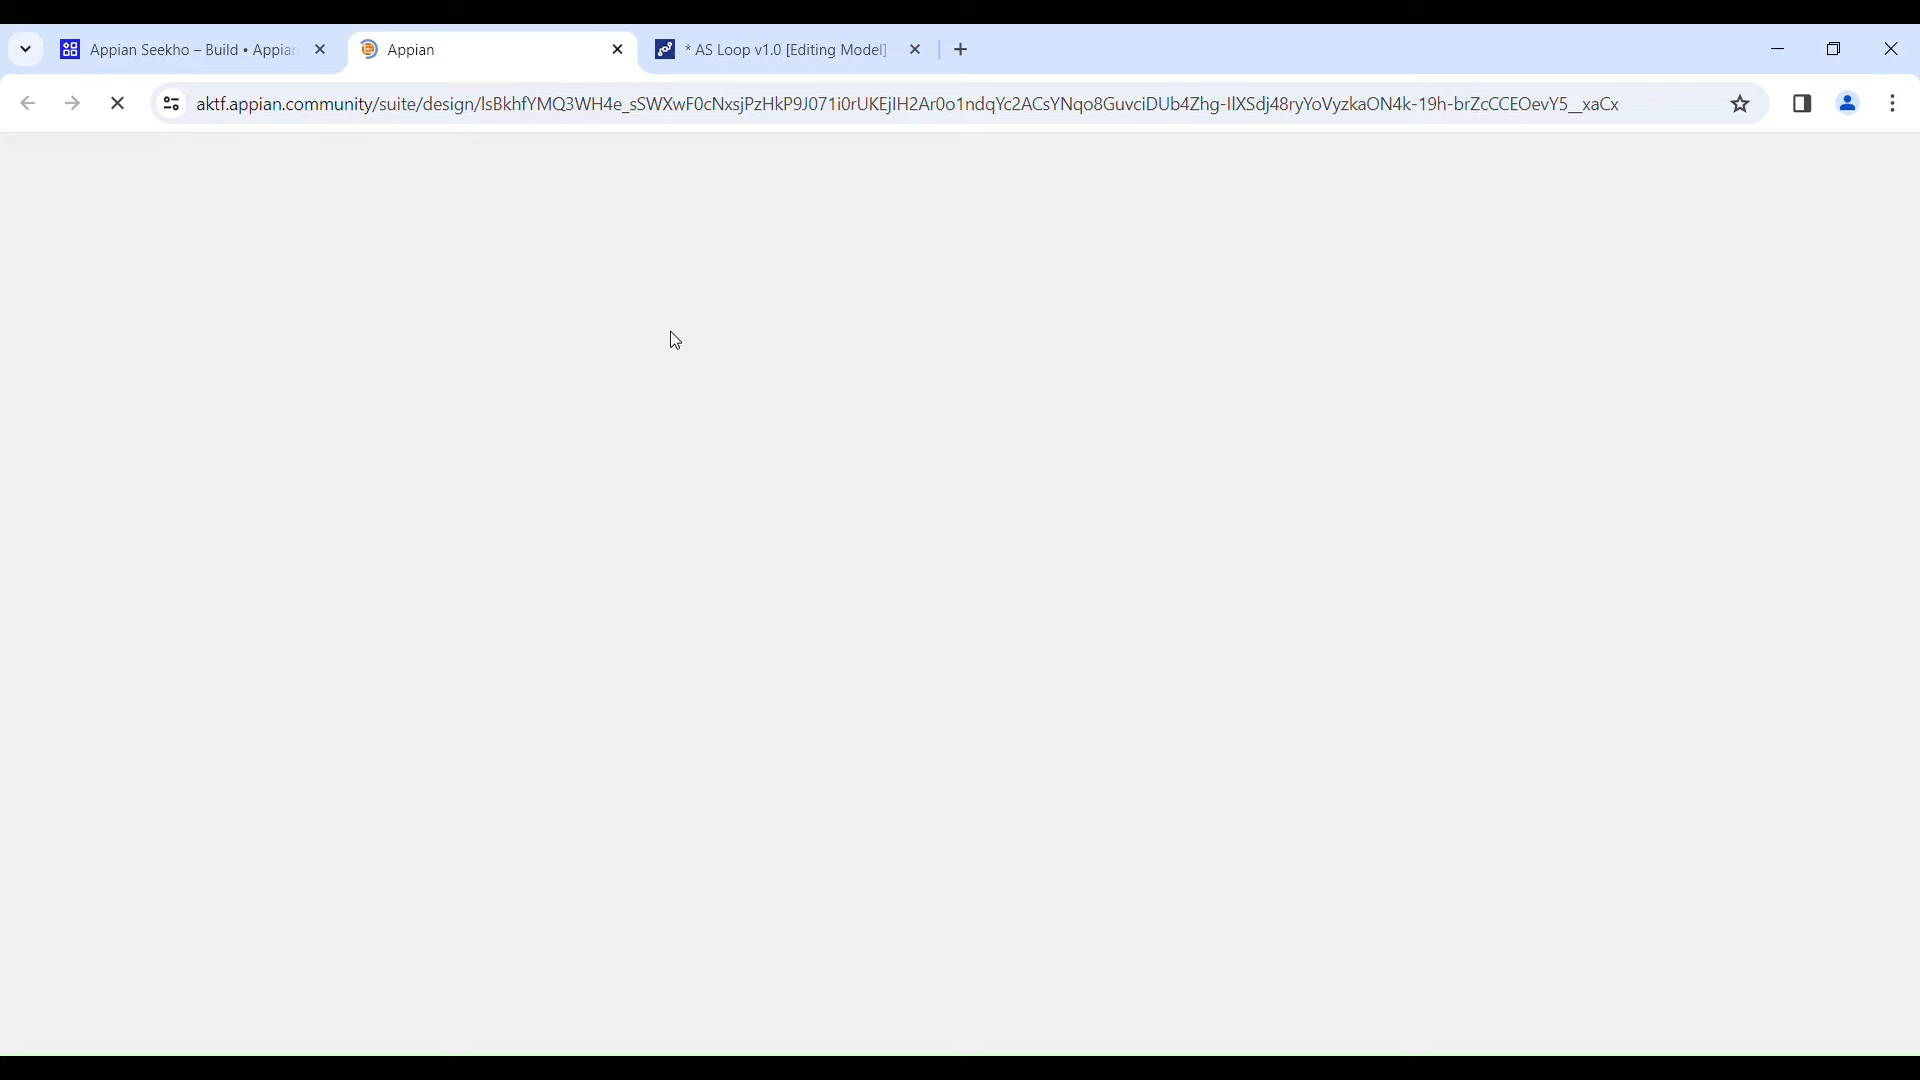 Appian Seekho – Build • Appian
Appian
* AS Loop v1.0 [Editing Model]
aktf.appian.community/suite/design/lsBkhfYMQ3WH4e_sSWXwF0cNxsjPzHkP9J071i0rUKEjIH2Ar0o1ndqYc2ACsYNqo8GuvciDUb4Zhg-IlXSdj48ryYoVyzkaON4k-19h-brZcCCEOevY5__xaCx